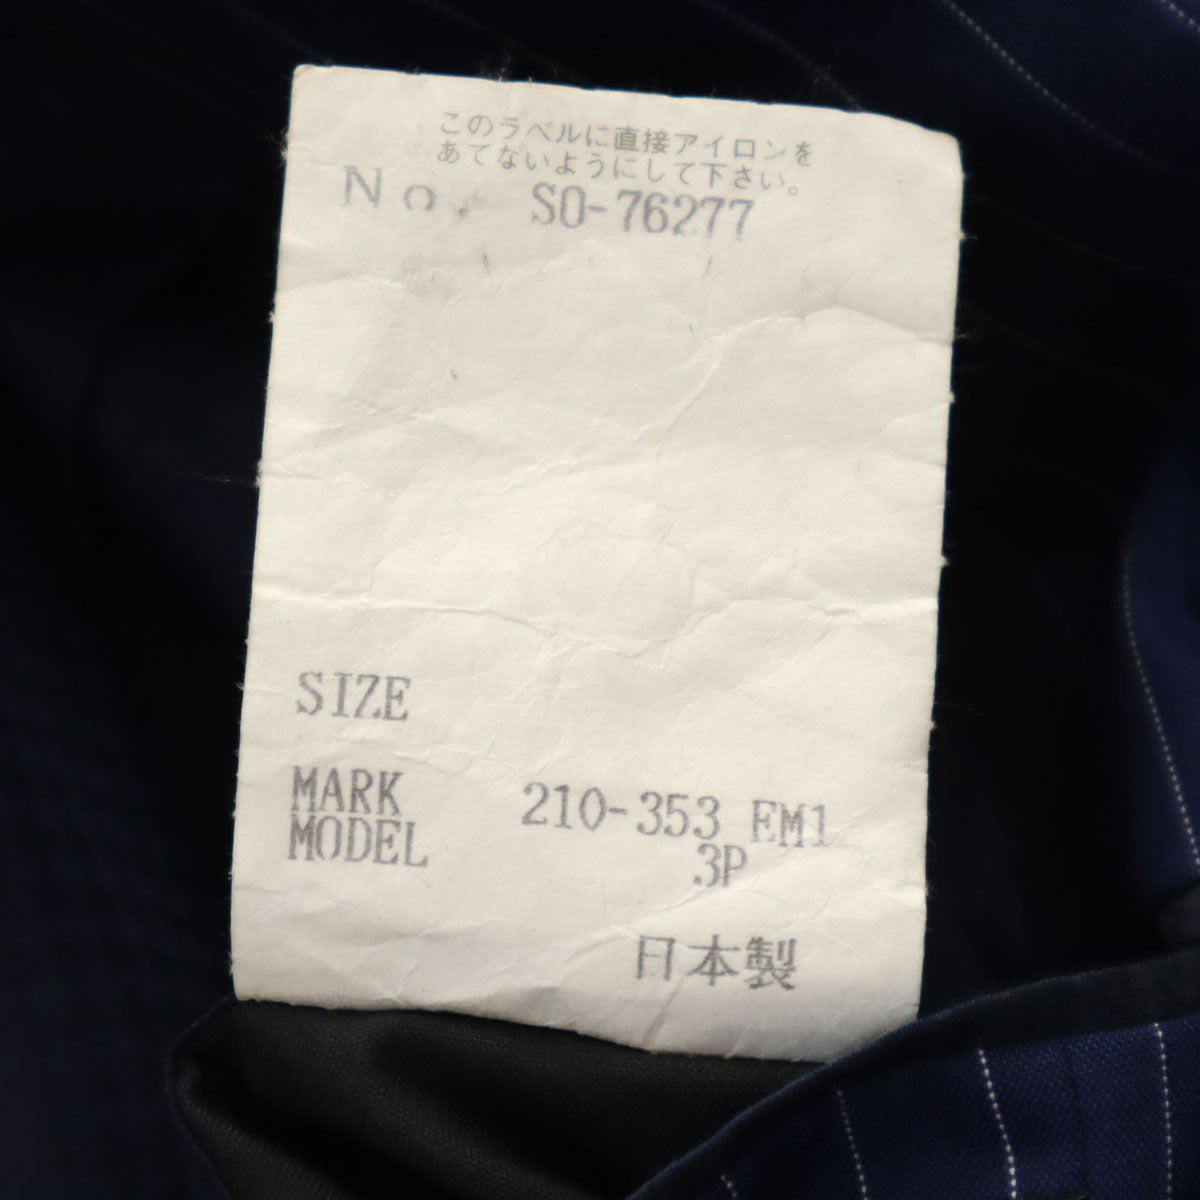 このラベルに直接アイロンを
あてないようにして下さい。
No. SO-76277
SIZE
MARK 210-353 EM1
MODEL 3P
日本製